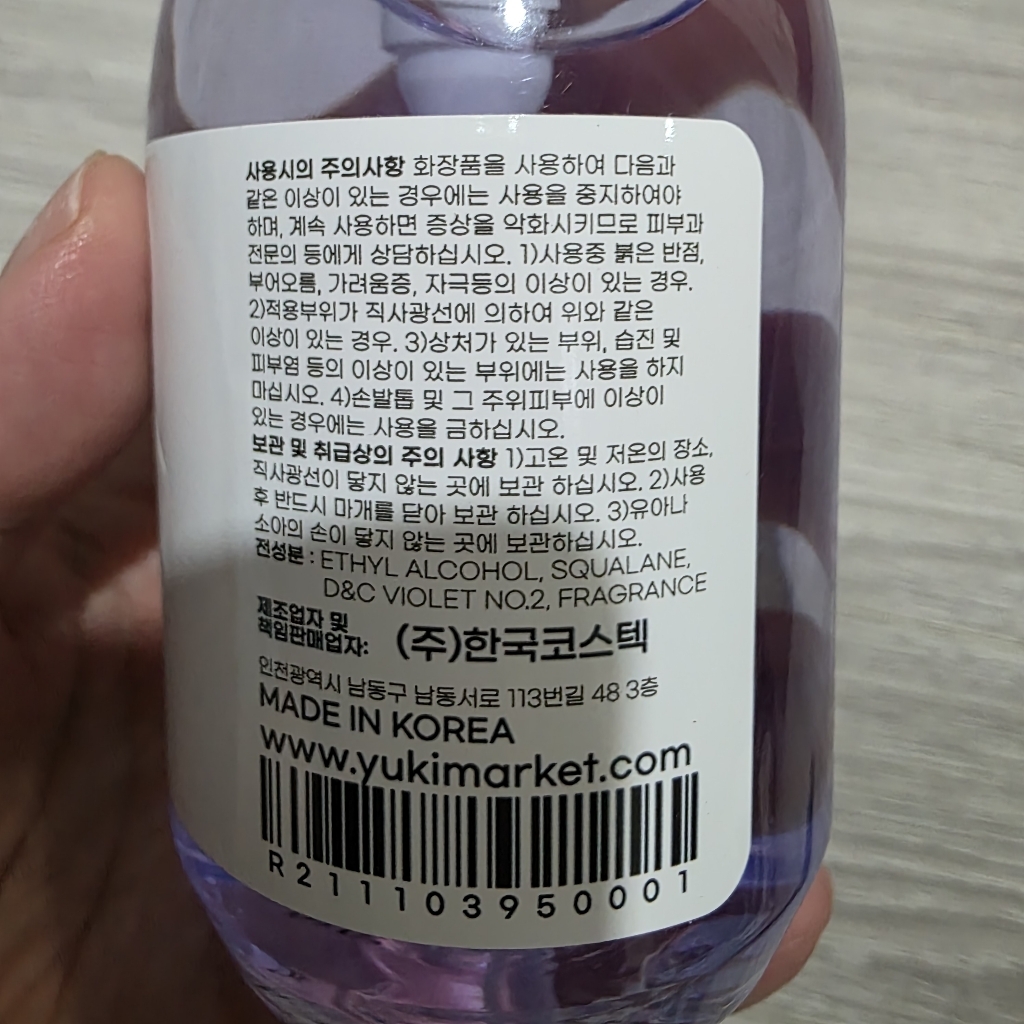 사용시의 주의사항 화장품을 사용하여 다음과
같은 이상이 있는 경우에는 사용을 중지하여야
하며, 계속 사용하면 증상을 악화시키므로 피부과
전문의 등에게 상담하십시오. 1)사용중 붉은 반점,
부어오름, 가려움증, 자극등의 이상이 있는 경우.
2)적용부위가 직사광선에 의하여 위와 같은
이상이 있는 경우. 3)상처가 있는 부위, 습진 및
피부염 등의 이상이 있는 부위에는 사용을 하지
마십시오. 4)손발톱 및 그 주위피부에 이상이
있는 경우에는 사용을 금하십시오.
보관 및 취급상의 주의 사항 1)고온 및 저온의 장소,
직사광선이 닿지 않는 곳에 보관 하십시오. 2)사용
후 반드시 마개를 닫아 보관 하십시오. 3)유아나
소아의 손이 닿지 않는 곳에 보관하십시오.
전성분 : ETHYL ALCOHOL, SQUALANE,
D&C VIOLET NO.2, FRAGRANCE
제조업자 및
책임판매업자: (주)한국코스텍
인천광역시 남동구 남동서로 113번길 48 3층
MADE IN KOREA
www.yukimarket.com
R211103950001